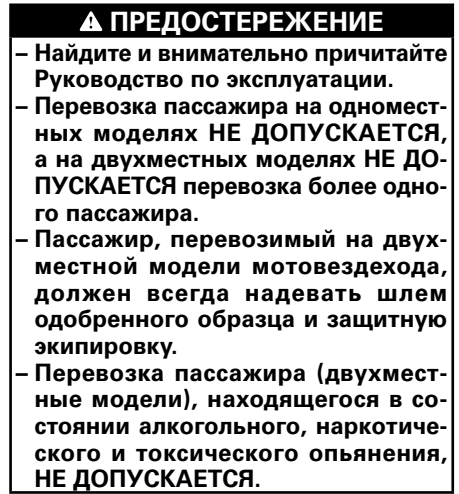 ⚠ ПРЕДОСТЕРЕЖЕНИЕ
– Найдите и внимательно причитайте
Руководство по эксплуатации.
– Перевозка пассажира на одномест-
ных моделях НЕ ДОПУСКАЕТСЯ,
а на двухместных моделях НЕ ДО-
ПУСКАЕТСЯ перевозка более одно-
го пассажира.
– Пассажир, перевозимый на двух-
местной модели мотовездехода,
должен всегда надевать шлем
одобренного образца и защитную
экипировку.
– Перевозка пассажира (двухмест-
ные модели), находящегося в со-
стоянии алкогольного, наркотиче-
ского и токсического опьянения,
НЕ ДОПУСКАЕТСЯ.